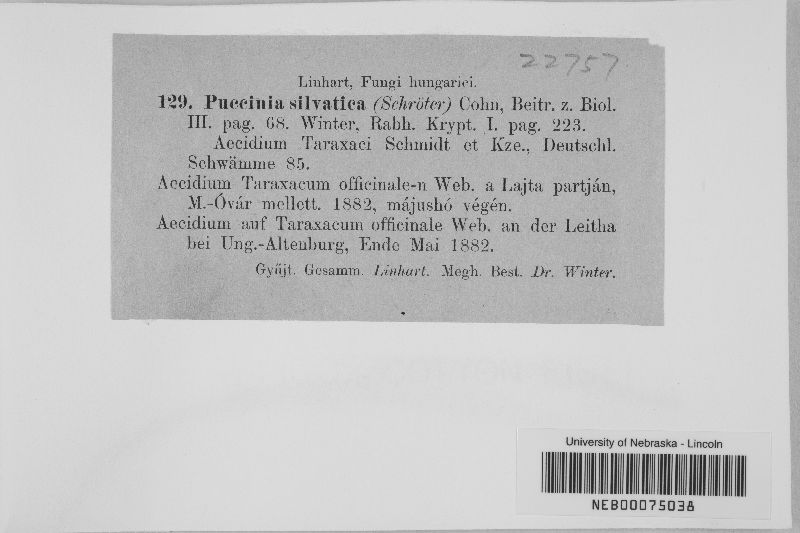 22757
Linhart, Fungi hungarici.
129. Puccinia silvatica (Schröter) Cohn, Beitr. z. Biol.
III. pag. 68. Winter, Rabh. Krypt. I. pag. 223.
Aecidium Taraxaci Schmidt et Kze., Deutschl.
Schwämme 85.
Aecidium Taraxacum officinale-n Web. a Lajta partján,
M.-Óvár mellett. 1882, májushó végén.
Aecidium auf Taraxacum officinale Web. an der Leitha
bei Ung.-Altenburg, Ende Mai 1882.
Gyűjt. Gesamm. Linhart. Megh. Best. Dr. Winter.
University of Nebraska - Lincoln
NEB00075038